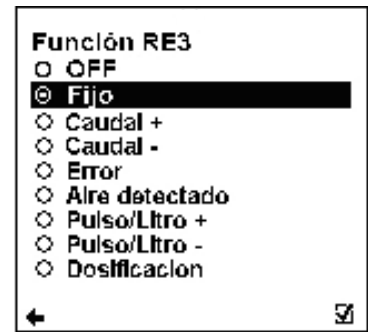 Función RE3
OFF
Fijo
Caudal +
Caudal -
Error
Aire detectado
Pulso/Litro +
Pulso/Litro -
Dosificacion